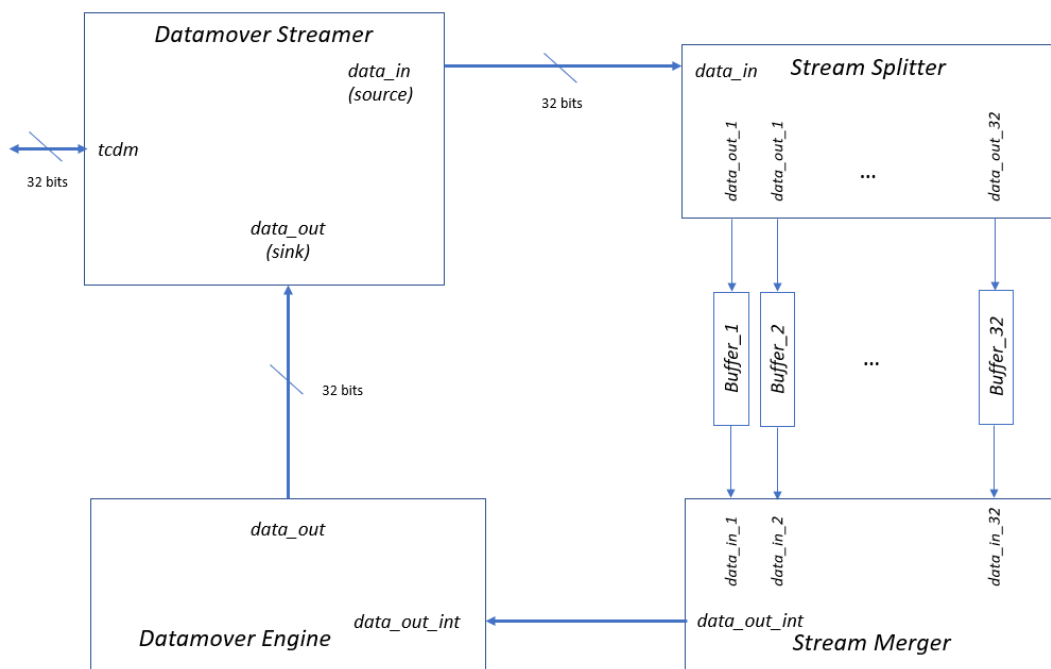 Datamover Streamer
data_in
(source)
32 bits
data_in
Stream Splitter
tcdm
32 bits
data_out
(sink)
data_out_1
data_out_1
...
data_out_32
Buffer_1
Buffer_2
...
Buffer_32
32 bits
data_out
data_in_1
data_in_2
data_in_32
data_out_int
Datamover Engine
data_out_int
Stream Merger